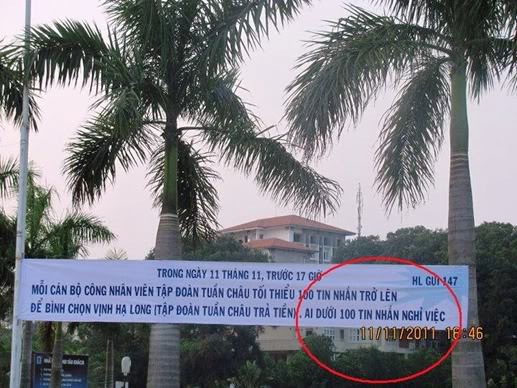 TRONG NGÀY 11 THÁNG 11, TRƯỚC 17 GIỜ
HL GỬI 147
MỖI CÁN BỘ CÔNG NHÂN VIÊN TẬP ĐOÀN TUẦN CHÂU TỐI THIỂU 100 TIN NHẮN TRỞ LÊN
ĐỂ BÌNH CHỌN VỊNH HẠ LONG (TẬP ĐOÀN TUẦN CHÂU TRẢ TIỀN). AI DƯỚI 100 TIN NHẮN NGHỈ VIỆC
11/11/2011 16:46